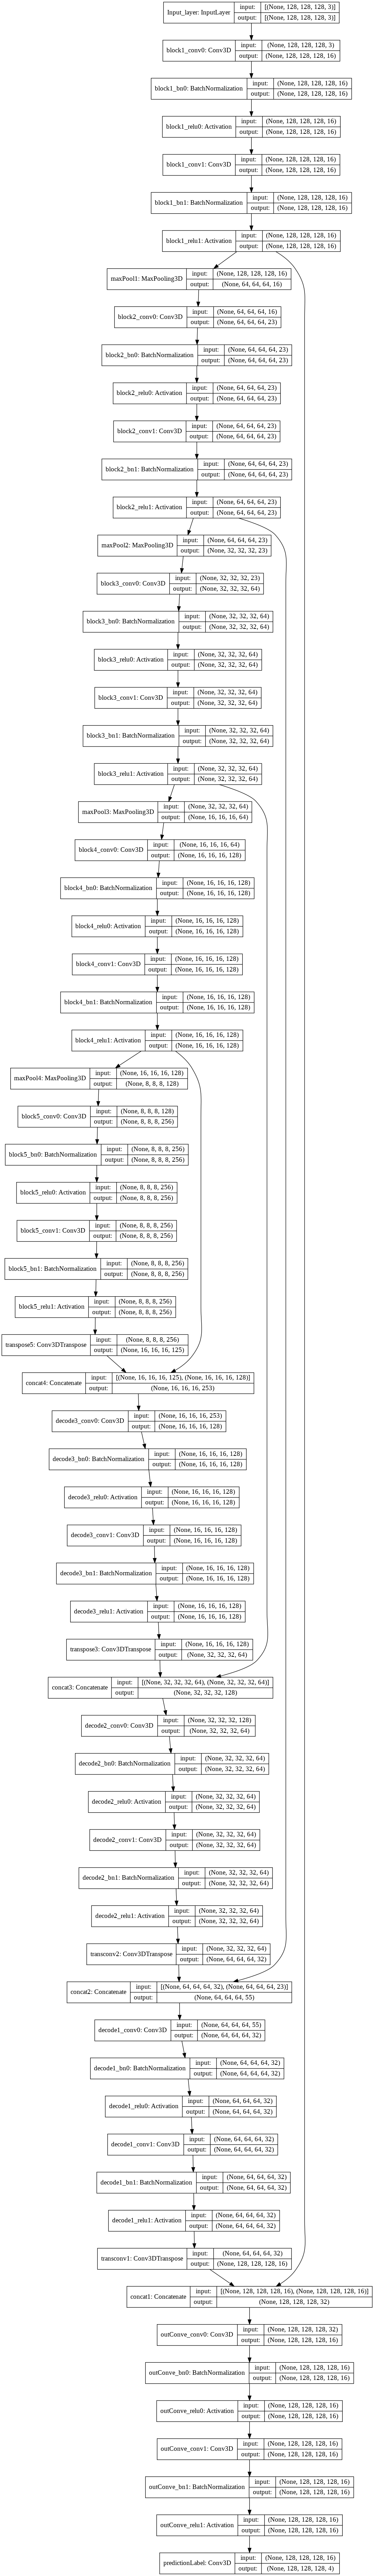 Input_layer: InputLayer
input: [(None, 128, 128, 128, 3)]
output: [(None, 128, 128, 128, 3)]
block1_conv0: Conv3D
input: (None, 128, 128, 128, 3)
output: (None, 128, 128, 128, 16)
block1_bn0: BatchNormalization
input: (None, 128, 128, 128, 16)
output: (None, 128, 128, 128, 16)
block1_relu0: Activation
input: (None, 128, 128, 128, 16)
output: (None, 128, 128, 128, 16)
block1_conv1: Conv3D
input: (None, 128, 128, 128, 16)
output: (None, 128, 128, 128, 16)
block1_bn1: BatchNormalization
input: (None, 128, 128, 128, 16)
output: (None, 128, 128, 128, 16)
block1_relu1: Activation
input: (None, 128, 128, 128, 16)
output: (None, 128, 128, 128, 16)
maxPool1: MaxPooling3D
input: (None, 128, 128, 128, 16)
output: (None, 64, 64, 64, 16)
block2_conv0: Conv3D
input: (None, 64, 64, 64, 16)
output: (None, 64, 64, 64, 23)
block2_bn0: BatchNormalization
input: (None, 64, 64, 64, 23)
output: (None, 64, 64, 64, 23)
block2_relu0: Activation
input: (None, 64, 64, 64, 23)
output: (None, 64, 64, 64, 23)
block2_conv1: Conv3D
input: (None, 64, 64, 64, 23)
output: (None, 64, 64, 64, 23)
block2_bn1: BatchNormalization
input: (None, 64, 64, 64, 23)
output: (None, 64, 64, 64, 23)
block2_relu1: Activation
input: (None, 64, 64, 64, 23)
output: (None, 64, 64, 64, 23)
maxPool2: MaxPooling3D
input: (None, 64, 64, 64, 23)
output: (None, 32, 32, 32, 23)
block3_conv0: Conv3D
input: (None, 32, 32, 32, 23)
output: (None, 32, 32, 32, 64)
block3_bn0: BatchNormalization
input: (None, 32, 32, 32, 64)
output: (None, 32, 32, 32, 64)
block3_relu0: Activation
input: (None, 32, 32, 32, 64)
output: (None, 32, 32, 32, 64)
block3_conv1: Conv3D
input: (None, 32, 32, 32, 64)
output: (None, 32, 32, 32, 64)
block3_bn1: BatchNormalization
input: (None, 32, 32, 32, 64)
output: (None, 32, 32, 32, 64)
block3_relu1: Activation
input: (None, 32, 32, 32, 64)
output: (None, 32, 32, 32, 64)
maxPool3: MaxPooling3D
input: (None, 32, 32, 32, 64)
output: (None, 16, 16, 16, 64)
block4_conv0: Conv3D
input: (None, 16, 16, 16, 64)
output: (None, 16, 16, 16, 128)
block4_bn0: BatchNormalization
input: (None, 16, 16, 16, 128)
output: (None, 16, 16, 16, 128)
block4_relu0: Activation
input: (None, 16, 16, 16, 128)
output: (None, 16, 16, 16, 128)
block4_conv1: Conv3D
input: (None, 16, 16, 16, 128)
output: (None, 16, 16, 16, 128)
block4_bn1: BatchNormalization
input: (None, 16, 16, 16, 128)
output: (None, 16, 16, 16, 128)
block4_relu1: Activation
input: (None, 16, 16, 16, 128)
output: (None, 16, 16, 16, 128)
maxPool4: MaxPooling3D
input: (None, 16, 16, 16, 128)
output: (None, 8, 8, 8, 128)
block5_conv0: Conv3D
input: (None, 8, 8, 8, 128)
output: (None, 8, 8, 8, 256)
block5_bn0: BatchNormalization
input: (None, 8, 8, 8, 256)
output: (None, 8, 8, 8, 256)
block5_relu0: Activation
input: (None, 8, 8, 8, 256)
output: (None, 8, 8, 8, 256)
block5_conv1: Conv3D
input: (None, 8, 8, 8, 256)
output: (None, 8, 8, 8, 256)
block5_bn1: BatchNormalization
input: (None, 8, 8, 8, 256)
output: (None, 8, 8, 8, 256)
block5_relu1: Activation
input: (None, 8, 8, 8, 256)
output: (None, 8, 8, 8, 256)
transpose5: Conv3DTranspose
input: (None, 8, 8, 8, 256)
output: (None, 16, 16, 16, 125)
concat4: Concatenate
input: [(None, 16, 16, 16, 125), (None, 16, 16, 16, 128)]
output: (None, 16, 16, 16, 253)
decode3_conv0: Conv3D
input: (None, 16, 16, 16, 253)
output: (None, 16, 16, 16, 128)
decode3_bn0: BatchNormalization
input: (None, 16, 16, 16, 128)
output: (None, 16, 16, 16, 128)
decode3_relu0: Activation
input: (None, 16, 16, 16, 128)
output: (None, 16, 16, 16, 128)
decode3_conv1: Conv3D
input: (None, 16, 16, 16, 128)
output: (None, 16, 16, 16, 128)
decode3_bn1: BatchNormalization
input: (None, 16, 16, 16, 128)
output: (None, 16, 16, 16, 128)
decode3_relu1: Activation
input: (None, 16, 16, 16, 128)
output: (None, 16, 16, 16, 128)
transpose3: Conv3DTranspose
input: (None, 16, 16, 16, 128)
output: (None, 32, 32, 32, 64)
concat3: Concatenate
input: [(None, 32, 32, 32, 64), (None, 32, 32, 32, 64)]
output: (None, 32, 32, 32, 128)
decode2_conv0: Conv3D
input: (None, 32, 32, 32, 128)
output: (None, 32, 32, 32, 64)
decode2_bn0: BatchNormalization
input: (None, 32, 32, 32, 64)
output: (None, 32, 32, 32, 64)
decode2_relu0: Activation
input: (None, 32, 32, 32, 64)
output: (None, 32, 32, 32, 64)
decode2_conv1: Conv3D
input: (None, 32, 32, 32, 64)
output: (None, 32, 32, 32, 64)
decode2_bn1: BatchNormalization
input: (None, 32, 32, 32, 64)
output: (None, 32, 32, 32, 64)
decode2_relu1: Activation
input: (None, 32, 32, 32, 64)
output: (None, 32, 32, 32, 64)
transconv2: Conv3DTranspose
input: (None, 32, 32, 32, 64)
output: (None, 64, 64, 64, 32)
concat2: Concatenate
input: [(None, 64, 64, 64, 32), (None, 64, 64, 64, 23)]
output: (None, 64, 64, 64, 55)
decode1_conv0: Conv3D
input: (None, 64, 64, 64, 55)
output: (None, 64, 64, 64, 32)
decode1_bn0: BatchNormalization
input: (None, 64, 64, 64, 32)
output: (None, 64, 64, 64, 32)
decode1_relu0: Activation
input: (None, 64, 64, 64, 32)
output: (None, 64, 64, 64, 32)
decode1_conv1: Conv3D
input: (None, 64, 64, 64, 32)
output: (None, 64, 64, 64, 32)
decode1_bn1: BatchNormalization
input: (None, 64, 64, 64, 32)
output: (None, 64, 64, 64, 32)
decode1_relu1: Activation
input: (None, 64, 64, 64, 32)
output: (None, 64, 64, 64, 32)
transconv1: Conv3DTranspose
input: (None, 64, 64, 64, 32)
output: (None, 128, 128, 128, 16)
concat1: Concatenate
input: [(None, 128, 128, 128, 16), (None, 128, 128, 128, 16)]
output: (None, 128, 128, 128, 32)
outConve_conv0: Conv3D
input: (None, 128, 128, 128, 32)
output: (None, 128, 128, 128, 16)
outConve_bn0: BatchNormalization
input: (None, 128, 128, 128, 16)
output: (None, 128, 128, 128, 16)
outConve_relu0: Activation
input: (None, 128, 128, 128, 16)
output: (None, 128, 128, 128, 16)
outConve_conv1: Conv3D
input: (None, 128, 128, 128, 16)
output: (None, 128, 128, 128, 16)
outConve_bn1: BatchNormalization
input: (None, 128, 128, 128, 16)
output: (None, 128, 128, 128, 16)
outConve_relu1: Activation
input: (None, 128, 128, 128, 16)
output: (None, 128, 128, 128, 16)
predictionLabel: Conv3D
input: (None, 128, 128, 128, 16)
output: (None, 128, 128, 128, 4)